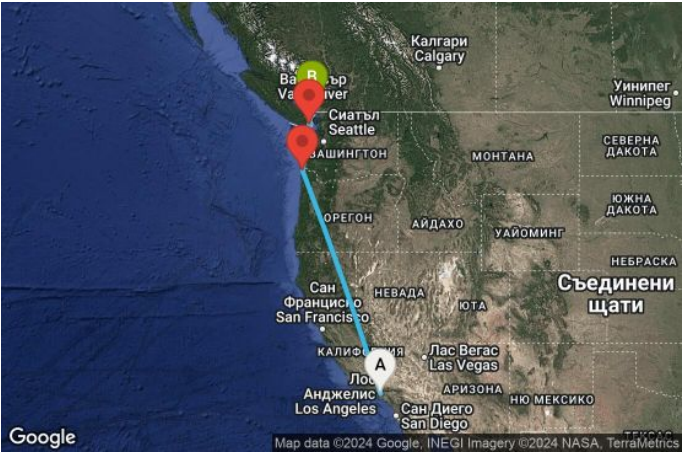 Калгари
Calgary
B
Уинипег
Winnipeg
Сиатъл
Seattle
ВАШИНГТОН
МОНТАНА
СЕВЕРНА
ДАКОТА
ЮЖНА
ДАКОТА
ОРЕГОН
АЙДАХО
УАЙОМИНГ
НЕБРАСКА
Съединени
щати
Сан
Франциско
San Francisco
НЕВАДА
ЮТА
КАЛИФОРНИЯ
Лас Вегас
Las Vegas
A
Лос
Анджелис
Los Angeles
АРИЗОНА
НЮ МЕКСИКО
Сан Диего
San Diego
ТЕКСАС
Google
Map data ©2024 Google, INEGI Imagery ©2024 NASA, TerraMetrics